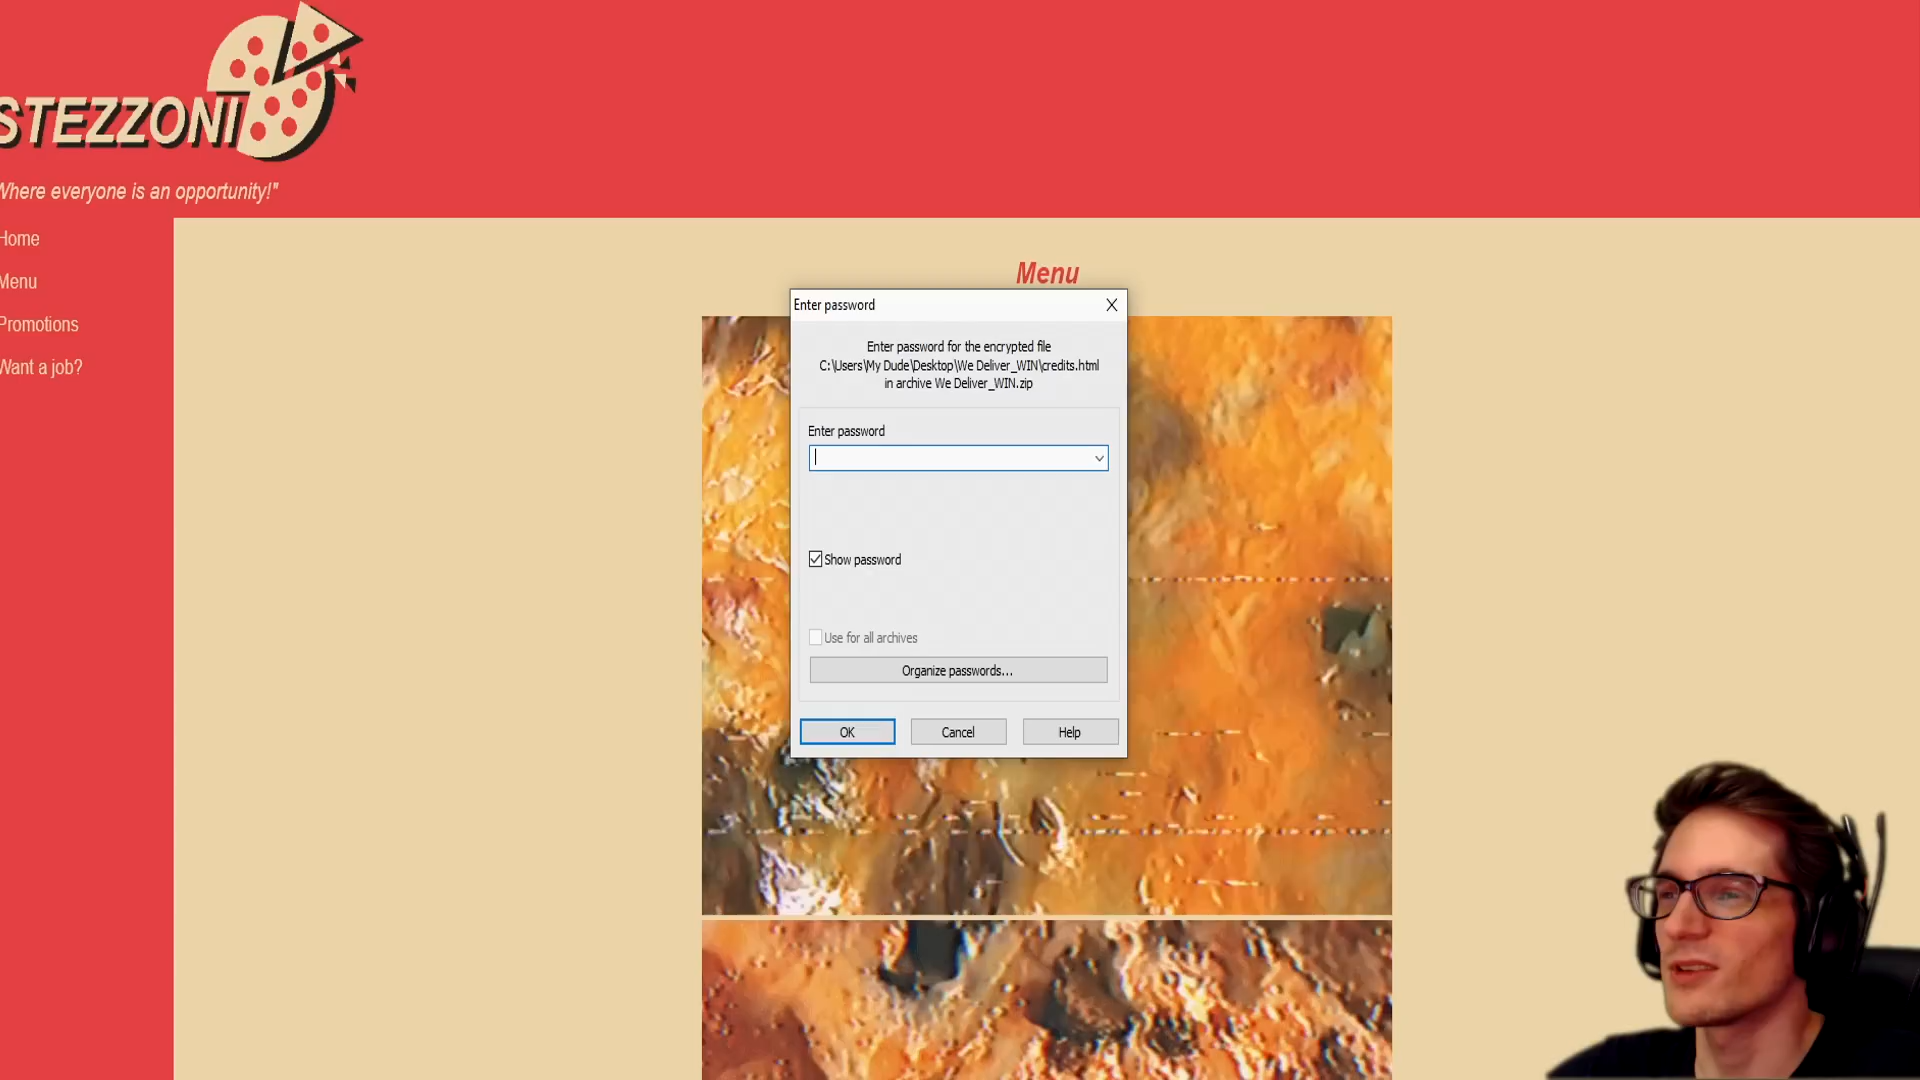 STEZZONI
Where everyone is an opportunity!"
Home
Menu
Promotions
Want a job?
Menu
Enter password
X
Enter password for the encrypted file
C:\Users\My Dude\Desktop\We Deliver_WIN\credits.html
in archive We Deliver_WIN.zip
Enter password
Show password
Use for all archives
Organize passwords...
OK
Cancel
Help